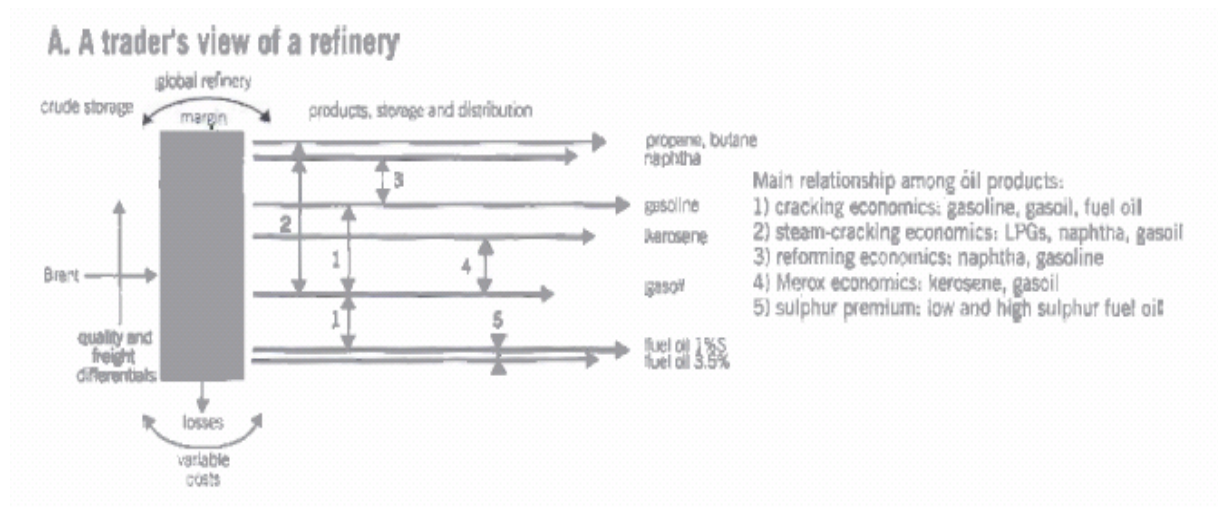 A. A trader's view of a refinery
global refinery
crude storage
margin
products, storage and distribution
propane, butane
naphtha
3
gasoline
2
kerosene
1
4
Brent
gasoil
1
5
quality and
freight
differentials
fuel oil 1%S
fuel oil 3.5%
losses
variable
costs
Main relationship among oil products:
1) cracking economics: gasoline, gasoil, fuel oil
2) steam-cracking economics: LPGs, naphtha, gasoil
3) reforming economics: naphtha, gasoline
4) Merox economics: kerosene, gasoil
5) sulphur premium: low and high sulphur fuel oil